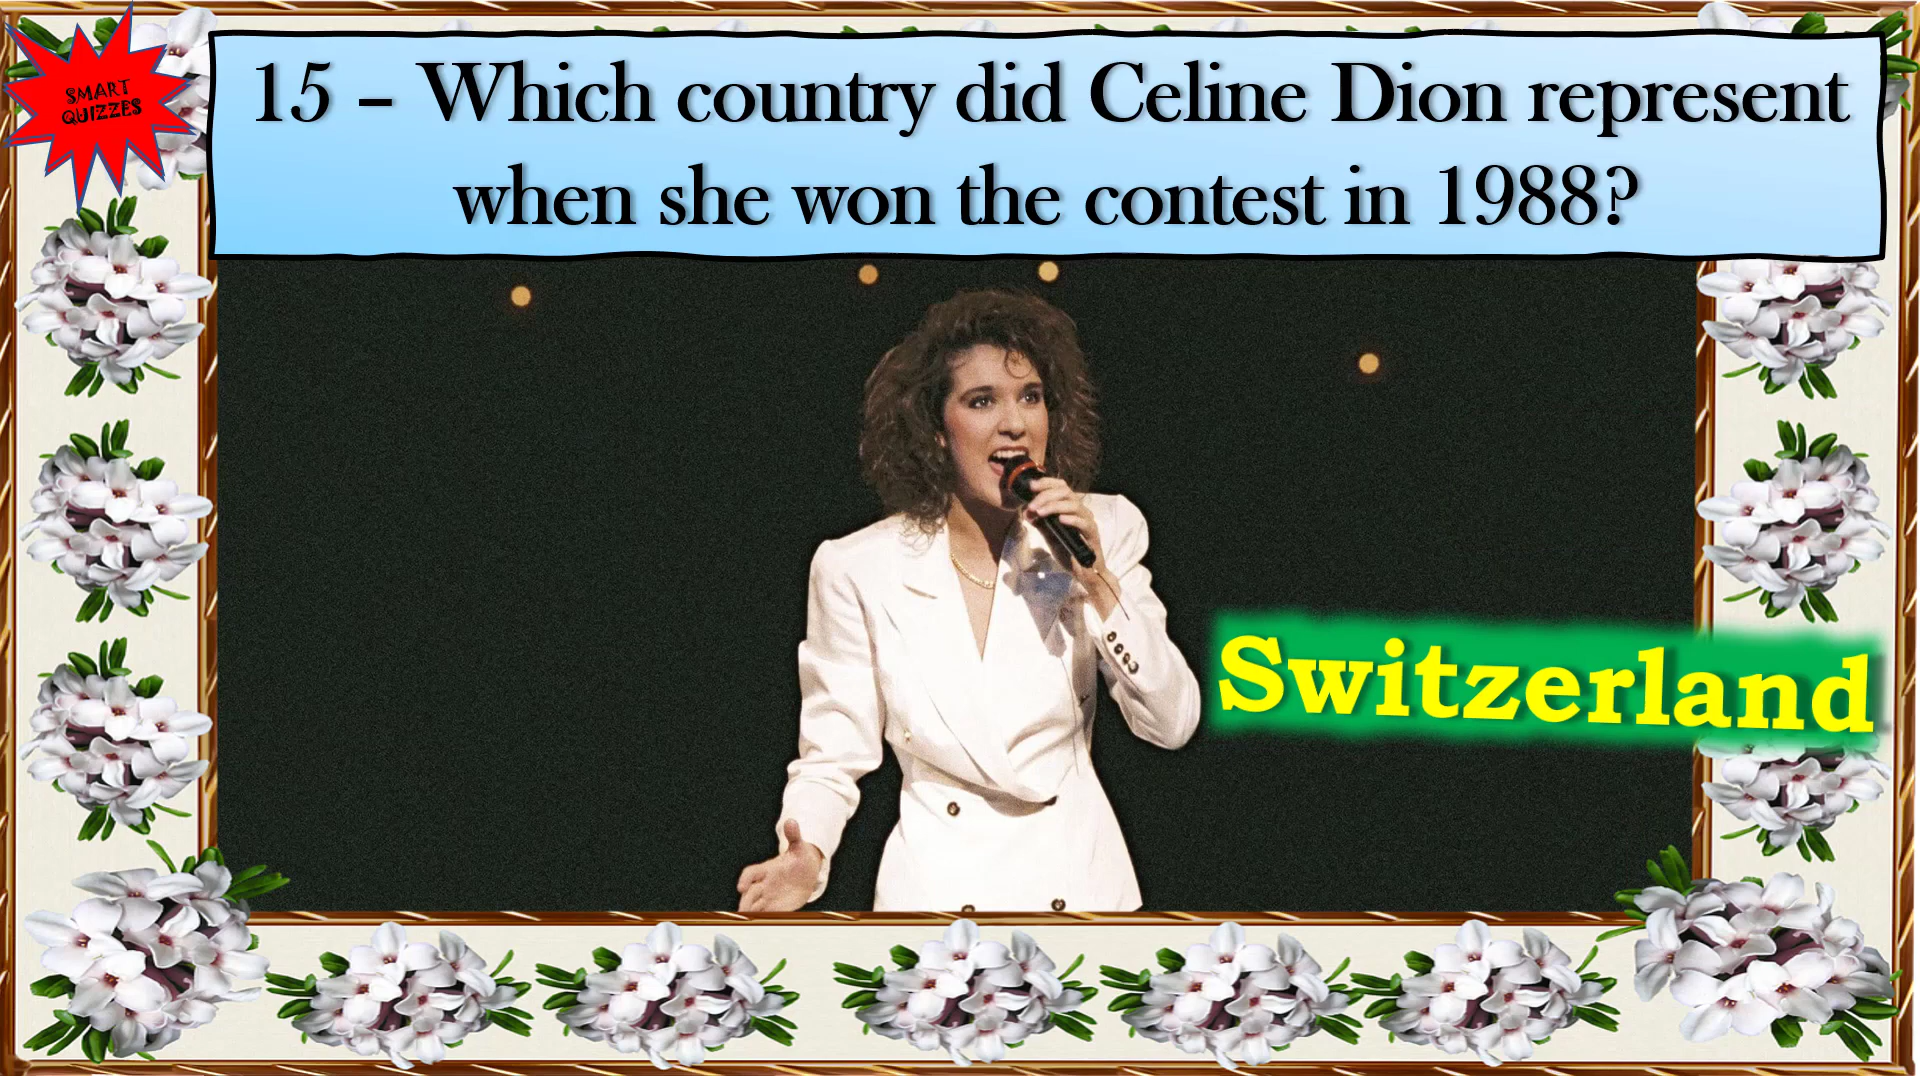 SMART
QUIZZES
15 – Which country did Celine Dion represent
when she won the contest in 1988?
Switzerland